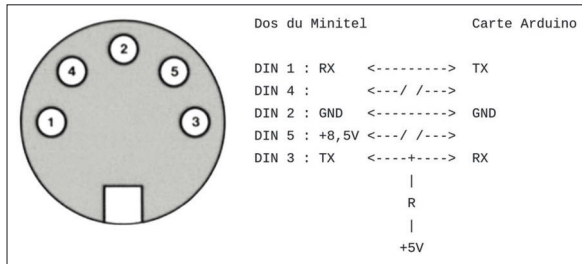 2
4
5
1
3
Dos du Minitel Carte Arduino
DIN 1 : RX <---------> TX
DIN 4 : <---/ /--->
DIN 2 : GND <---------> GND
DIN 5 : +8,5V <---/ /--->
DIN 3 : TX <----+----> RX
|
R
|
+5V